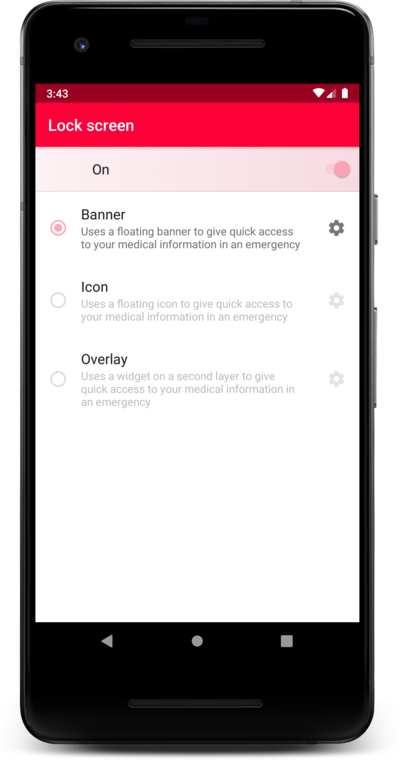 3:43
Lock screen
On
Banner
Uses a floating banner to give quick access
to your medical information in an emergency
Icon
Uses a floating icon to give quick access to
your medical information in an emergency
Overlay
Uses a widget on a second layer to give
quick access to your medical information in
an emergency